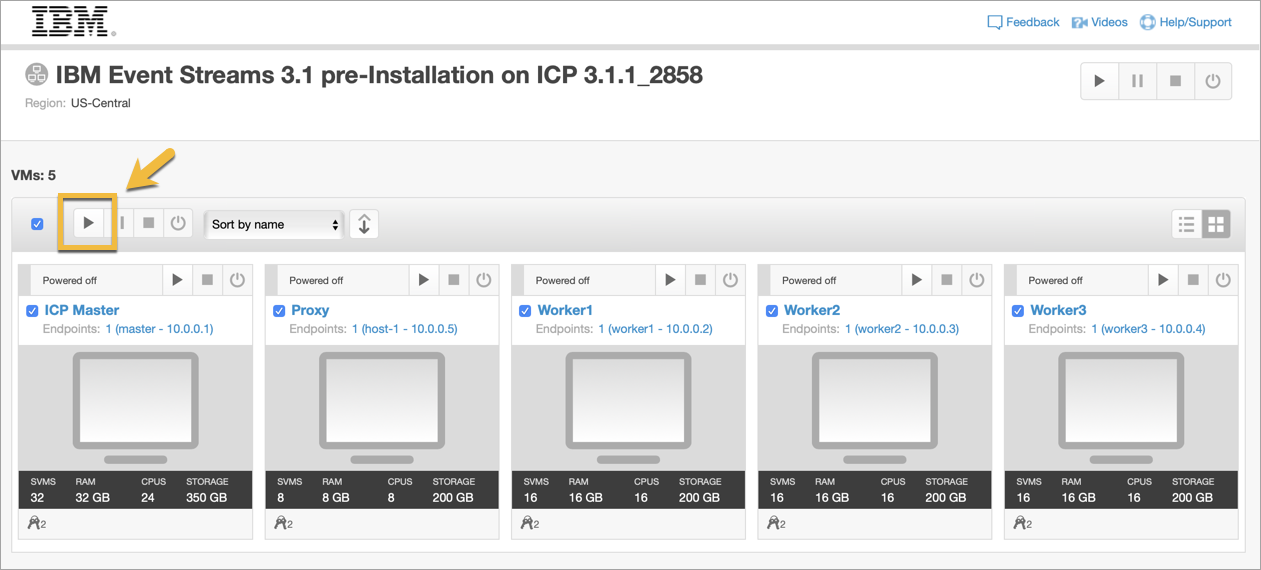 IBM®
Feedback Videos Help/Support
IBM Event Streams 3.1 pre-Installation on ICP 3.1.1_2858
Region: US-Central
VMs: 5
Sort by name
Powered off Powered off Powered off Powered off Powered off
ICP Master Proxy Worker1 Worker2 Worker3
Endpoints: 1 (master - 10.0.0.1) Endpoints: 1 (host-1 - 10.0.0.5) Endpoints: 1 (worker1 - 10.0.0.2) Endpoints: 1 (worker2 - 10.0.0.3) Endpoints: 1 (worker3 - 10.0.0.4)
SVMS RAM CPUS STORAGE SVMS RAM CPUS STORAGE SVMS RAM CPUS STORAGE SVMS RAM CPUS STORAGE SVMS RAM CPUS STORAGE
32 32 GB 24 350 GB 8 8 GB 8 200 GB 16 16 GB 16 200 GB 16 16 GB 16 200 GB 16 16 GB 16 200 GB
2 2 2 2 2